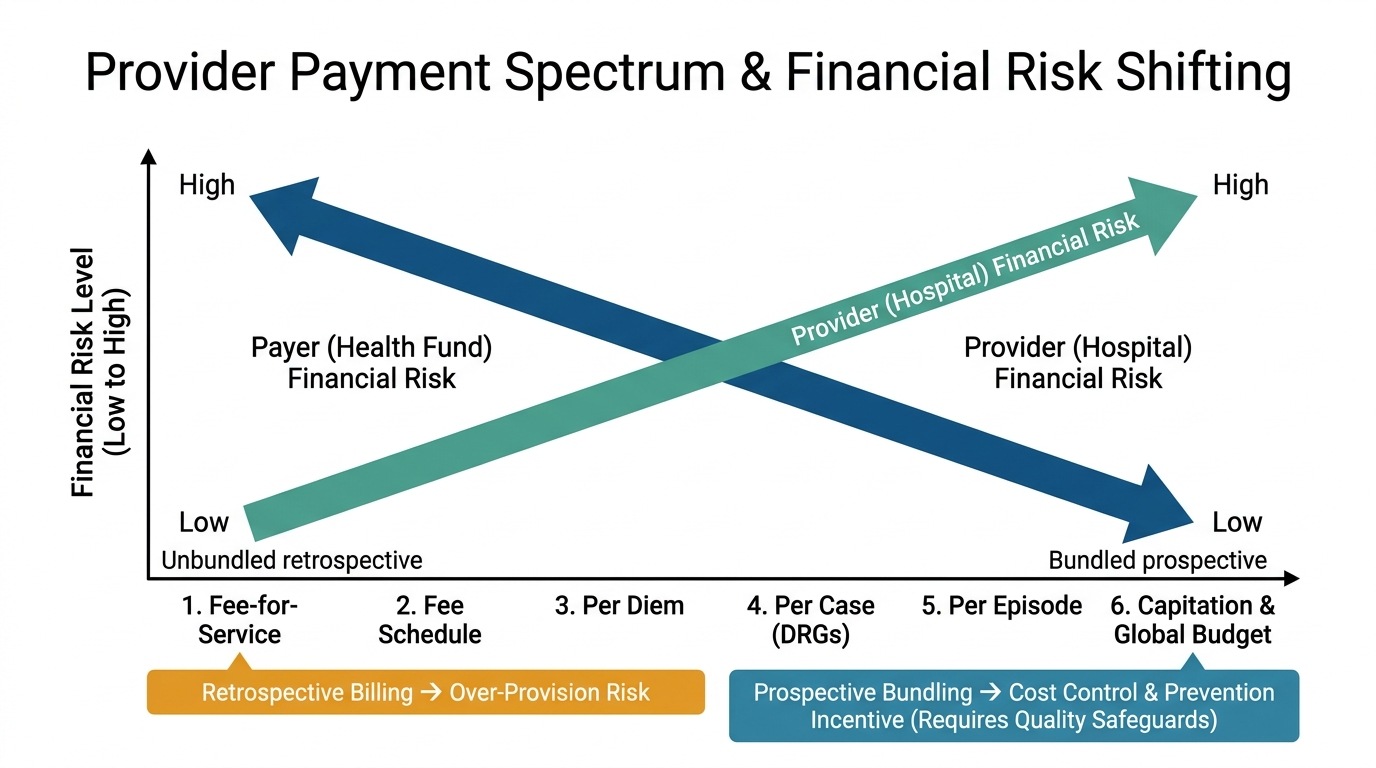 Provider Payment Spectrum & Financial Risk Shifting
Financial Risk Level
(Low to High)
High
High
Provider (Hospital) Financial Risk
Payer (Health Fund)
Financial Risk
Provider (Hospital)
Financial Risk
Low
Low
Unbundled retrospective
Bundled prospective
1. Fee-for-
Service
2. Fee
Schedule
3. Per Diem
4. Per Case
(DRGs)
5. Per Episode
6. Capitation &
Global Budget
Retrospective Billing → Over-Provision Risk
Prospective Bundling → Cost Control & Prevention
Incentive (Requires Quality Safeguards)